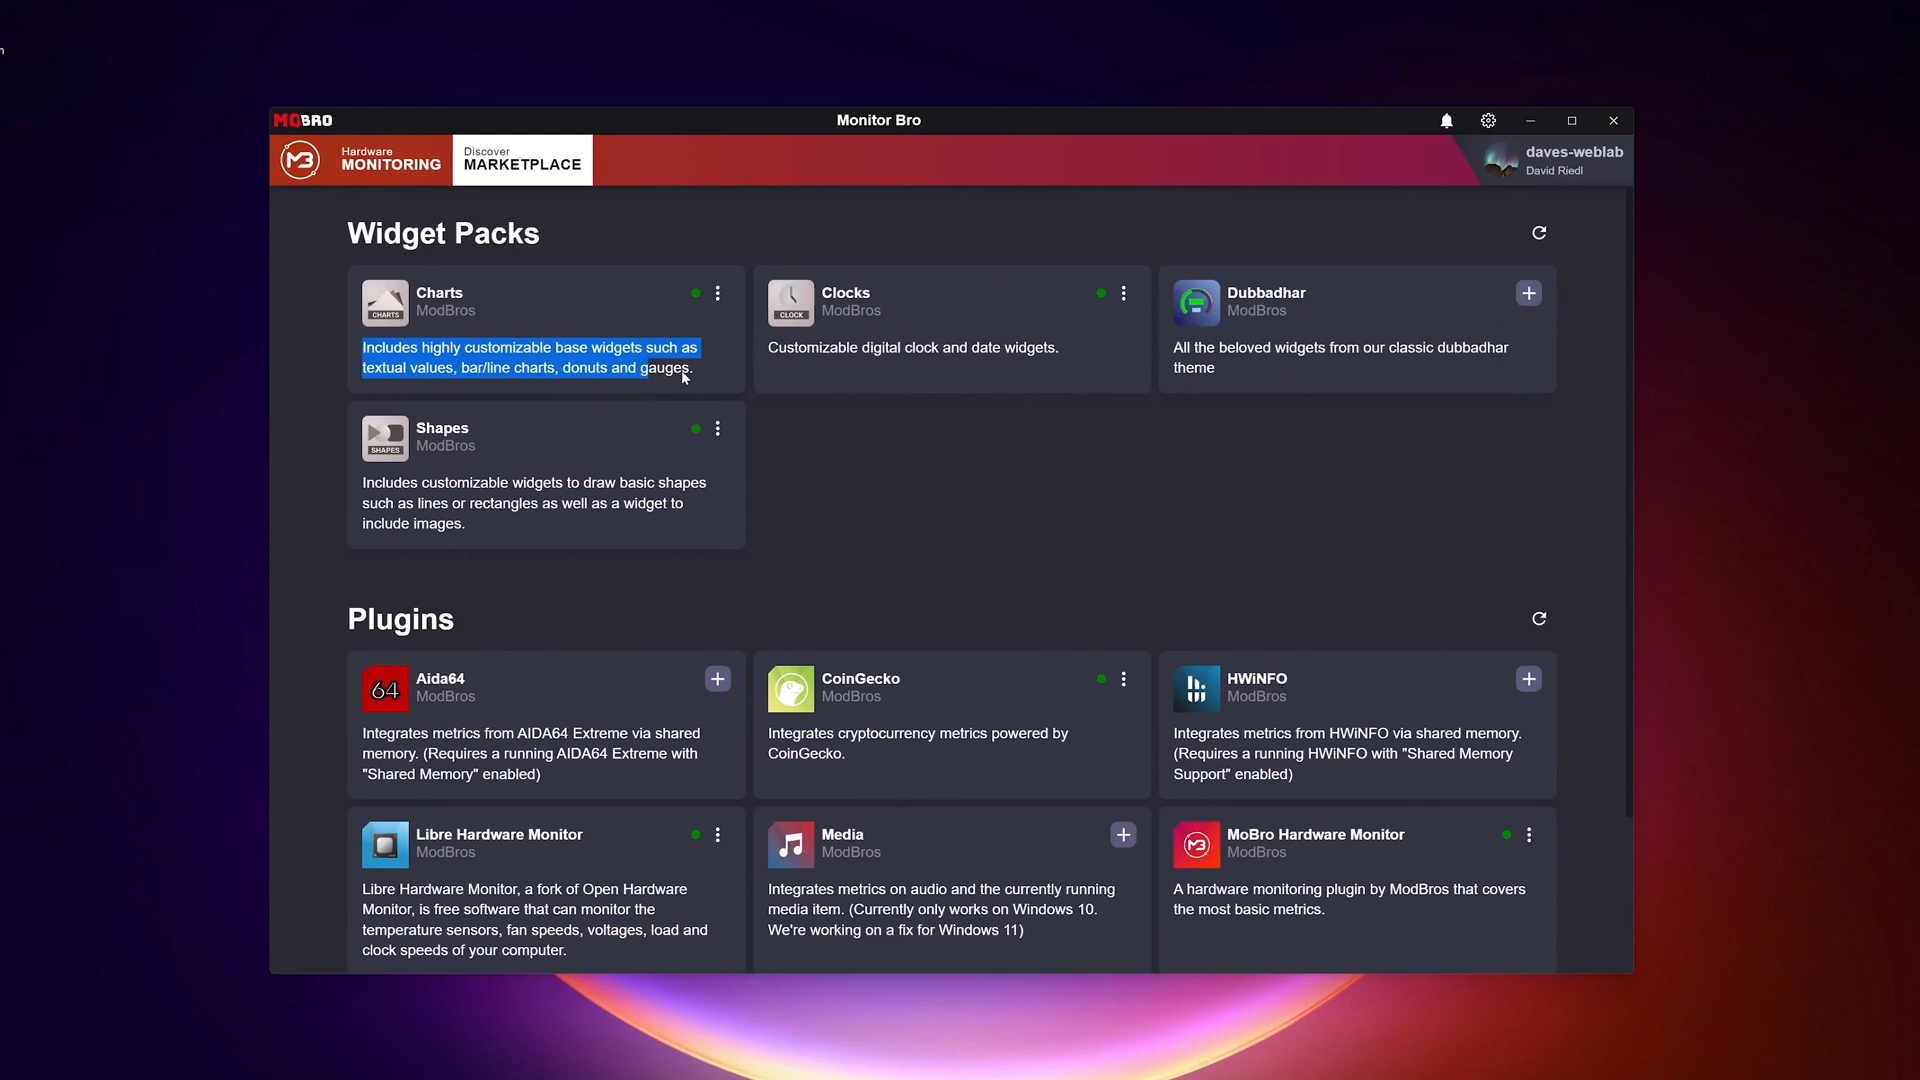 n
MOBRO
Monitor Bro
Hardware
MONITORING
Discover
MARKETPLACE
daves-weblab
David Riedl
Widget Packs
CHARTS
Charts
ModBros
Includes highly customizable base widgets such as
textual values, bar/line charts, donuts and gauges.
CLOCK
Clocks
ModBros
Customizable digital clock and date widgets.
Dubbadhar
ModBros
All the beloved widgets from our classic dubbadhar
theme
SHAPES
Shapes
ModBros
Includes customizable widgets to draw basic shapes
such as lines or rectangles as well as a widget to
include images.
Plugins
64
Aida64
ModBros
Integrates metrics from AIDA64 Extreme via shared
memory. (Requires a running AIDA64 Extreme with
"Shared Memory" enabled)
CoinGecko
ModBros
Integrates cryptocurrency metrics powered by
CoinGecko.
HWiNFO
ModBros
Integrates metrics from HWiNFO via shared memory.
(Requires a running HWiNFO with "Shared Memory
Support" enabled)
Libre Hardware Monitor
ModBros
Libre Hardware Monitor, a fork of Open Hardware
Monitor, is free software that can monitor the
temperature sensors, fan speeds, voltages, load and
clock speeds of your computer.
Media
ModBros
Integrates metrics on audio and the currently running
media item. (Currently only works on Windows 10.
We're working on a fix for Windows 11)
MoBro Hardware Monitor
ModBros
A hardware monitoring plugin by ModBros that covers
the most basic metrics.